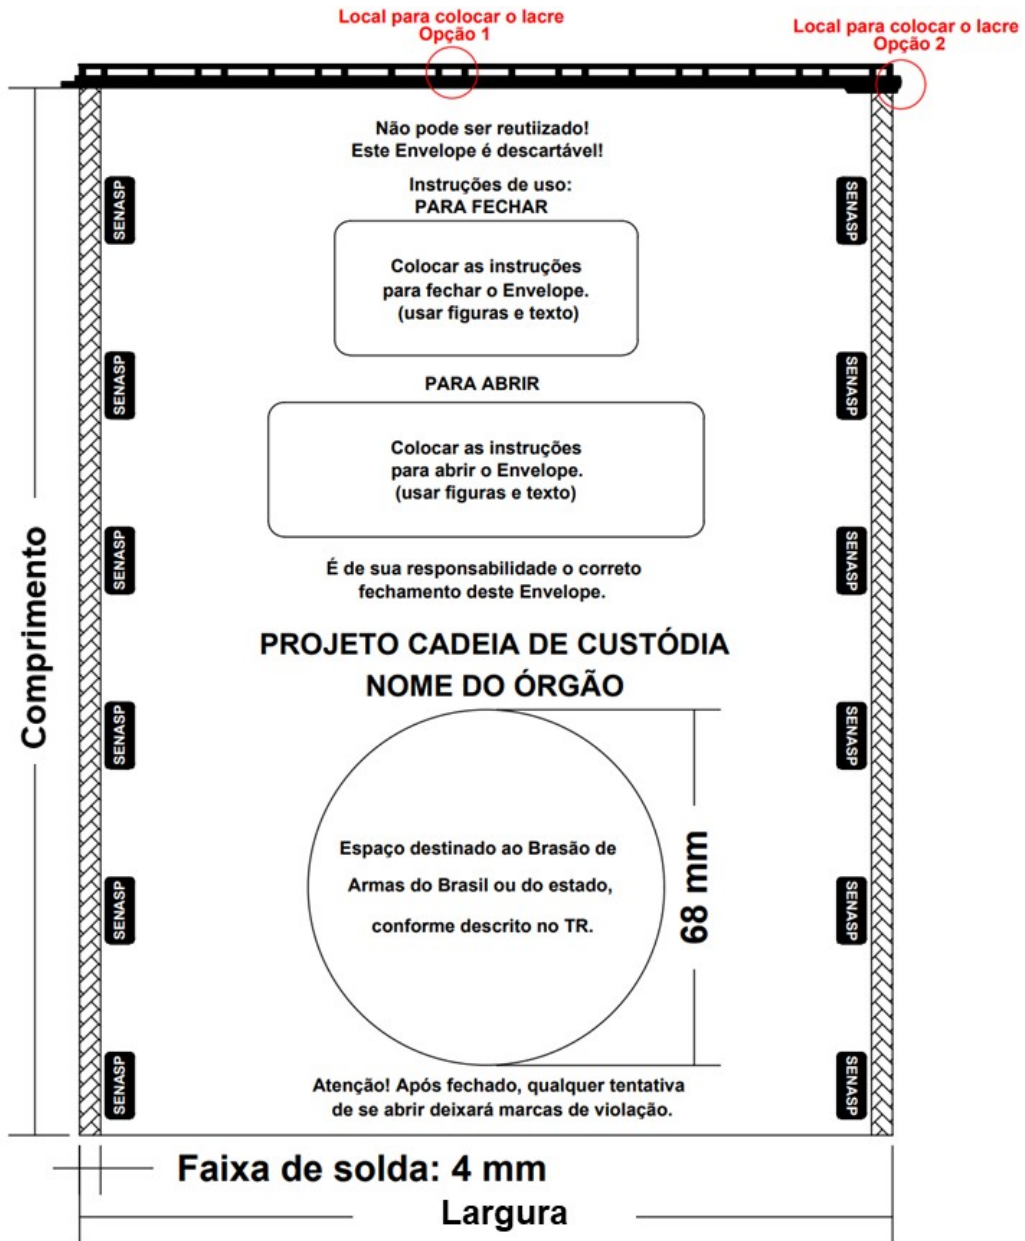 Local para colocar o lacre
Opção 1
Local para colocar o lacre
Opção 2
Não pode ser reutiizado!
Este Envelope é descartável!
Instruções de uso:
PARA FECHAR
SENASP
SENASP
Colocar as instruções
para fechar o Envelope.
(usar figuras e texto)
PARA ABRIR
SENASP
SENASP
Colocar as instruções
para abrir o Envelope.
(usar figuras e texto)
SENASP
SENASP
É de sua responsabilidade o correto
fechamento deste Envelope.
Comprimento
PROJETO CADEIA DE CUSTÓDIA
NOME DO ÓRGÃO
SENASP
SENASP
Espaço destinado ao Brasão de
Armas do Brasil ou do estado,
conforme descrito no TR.
68 mm
SENASP
SENASP
Atenção! Após fechado, qualquer tentativa
de se abrir deixará marcas de violação.
SENASP
SENASP
Faixa de solda: 4 mm
Largura